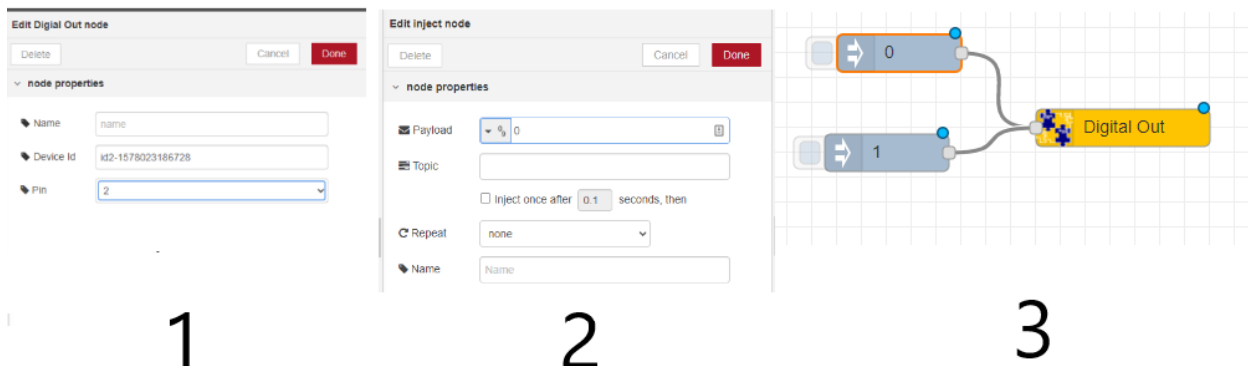 Edit Digial Out node
Delete
Cancel
Done
node properties
Name
name
Device Id
id2-1578023186728
Pin
2
1
Edit inject node
Delete
Cancel
Done
node properties
Payload
0
Topic
Inject once after 0.1 seconds, then
Repeat
none
Name
Name
2
0
1
Digital Out
3